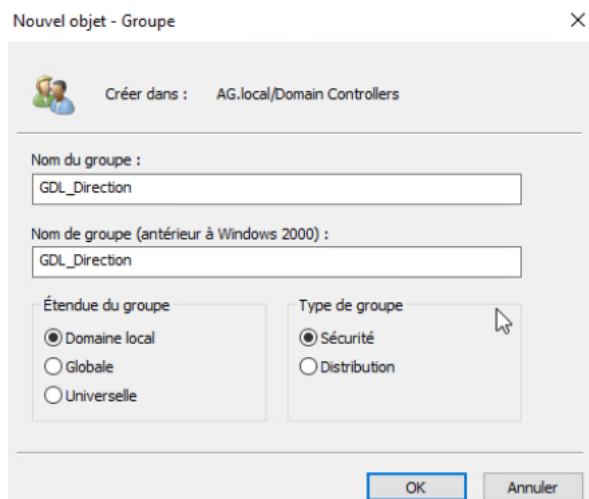 Nouvel objet - Groupe
Créer dans : AG.local/Domain Controllers
Nom du groupe :
GDL_Direction
Nom de groupe (antérieur à Windows 2000) :
GDL_Direction
Étendue du groupe
Domaine local
Globale
Universelle
Type de groupe
Sécurité
Distribution
OK Annuler